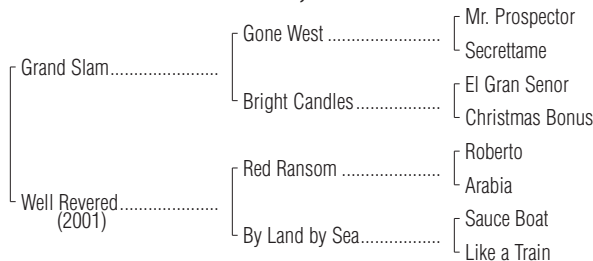 Mr. Prospector
Gone West
Secrettame
Grand Slam
El Gran Senor
Bright Candles
Christmas Bonus
Roberto
Red Ransom
Arabia
Well Revered
(2001)
Sauce Boat
By Land by Sea
Like a Train